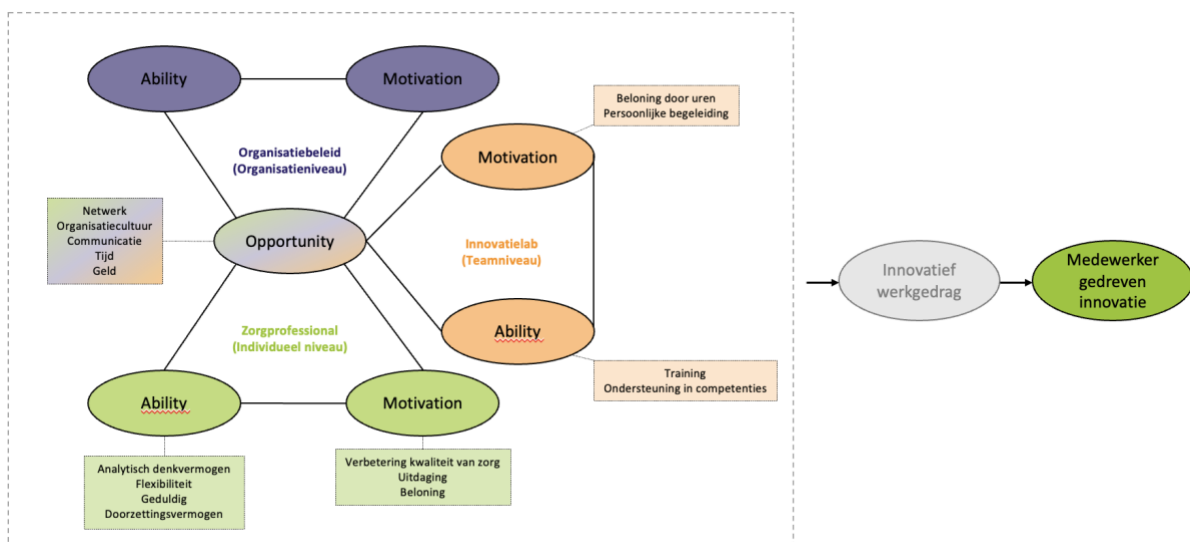 Ability
Motivation
Beloning door uren
Persoonlijke begeleiding
Motivation
Organisatiebeleid
(Organisatieniveau)
Netwerk
Organisatiecultuur
Communicatie
Tijd
Geld
Opportunity
Innovatielab
(Teamniveau)
Innovatief
werkgedrag
Medewerker
gedreven
innovatie
Zorgprofessional
(Individueel niveau)
Ability
Training
Ondersteuning in competenties
Ability
Motivation
Analytisch denkvermogen
Flexibiliteit
Geduldig
Doorzettingsvermogen
Verbetering kwaliteit van zorg
Uitdaging
Beloning